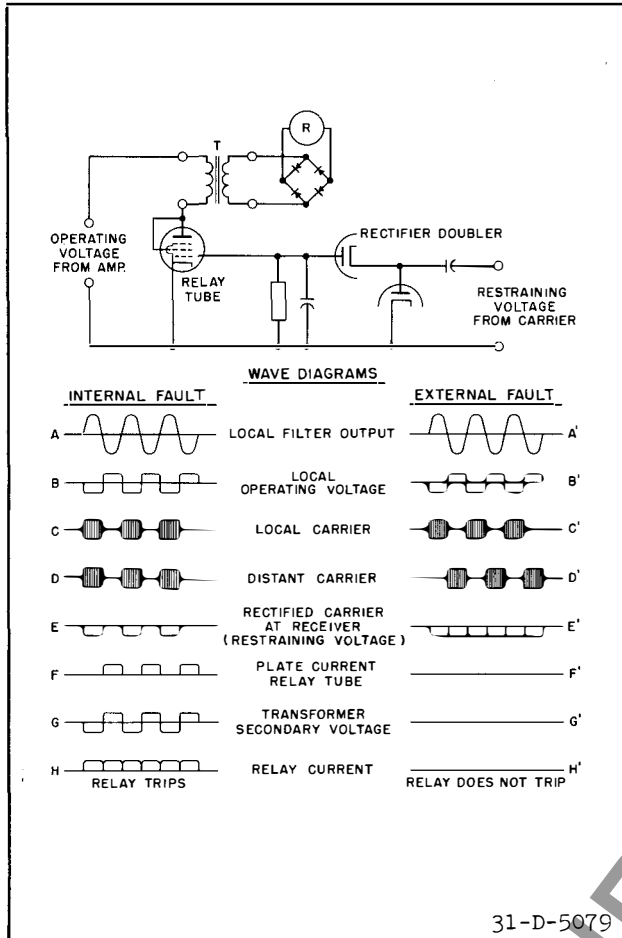 T
R
OPERATING
VOLTAGE
FROM AMP.
RELAY
TUBE
RECTIFIER DOUBLER
RESTRAINING
VOLTAGE
FROM CARRIER
WAVE DIAGRAMS
INTERNAL FAULT
EXTERNAL FAULT
A
LOCAL FILTER OUTPUT
A'
B
LOCAL
OPERATING VOLTAGE
B'
C
LOCAL CARRIER
C'
D
DISTANT CARRIER
D'
E
RECTIFIED CARRIER
AT RECEIVER
(RESTRAINING VOLTAGE)
E'
F
PLATE CURRENT
RELAY TUBE
F'
G
TRANSFORMER
SECONDARY VOLTAGE
G'
H
RELAY CURRENT
H'
RELAY TRIPS
RELAY DOES NOT TRIP
31-D-5079